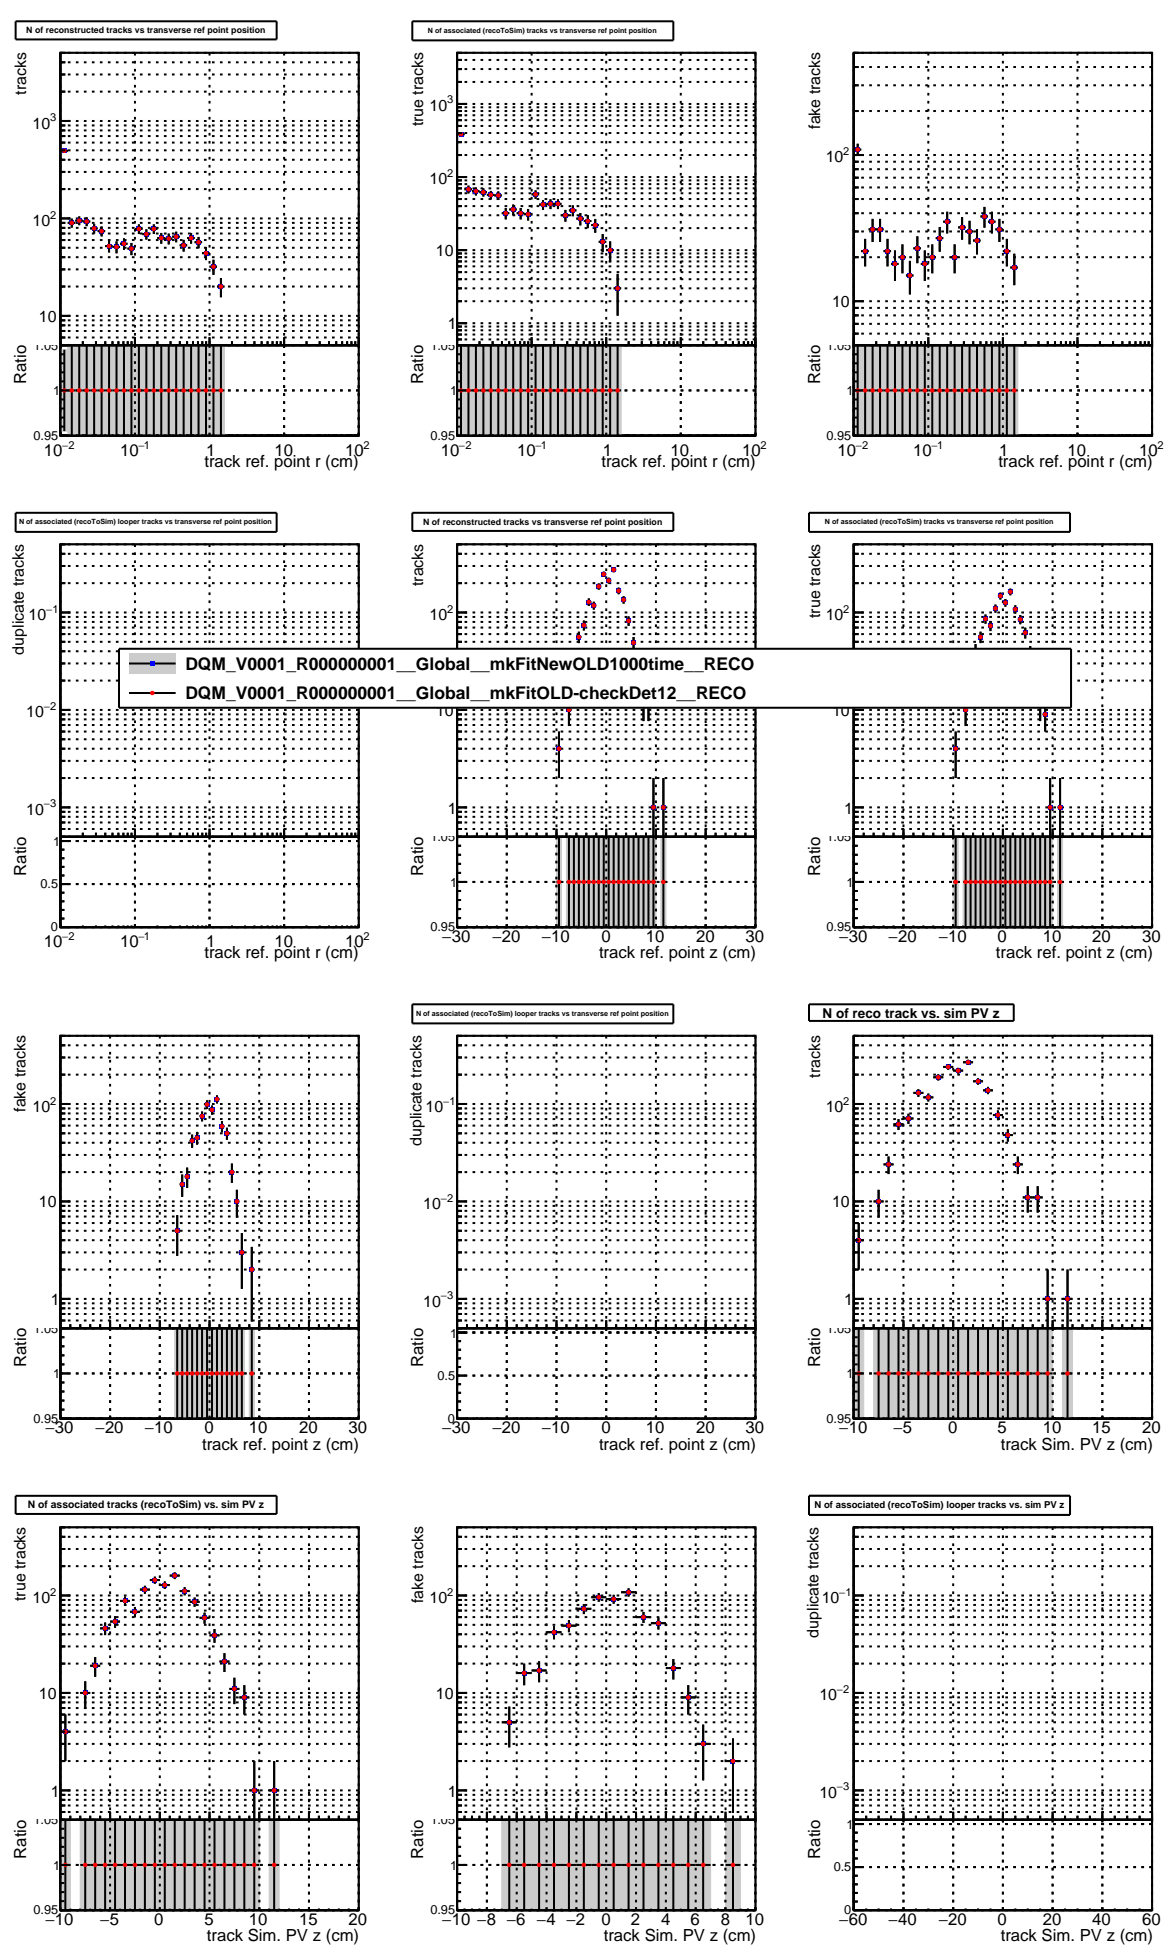 N of reconstructed tracks vs transverse ref point position
tracks
10³
10²
10
Ratio
1.05
1
0.95
10⁻² 10⁻¹ 1 10 10²
track ref. point r (cm)
N of associated (recoToSim) tracks vs transverse ref point position
true tracks
10³
10²
10
1
Ratio
1.05
1
0.95
10⁻² 10⁻¹ 1 10 10²
track ref. point r (cm)
fake tracks
10²
10
Ratio
1.05
1
0.95
10⁻² 10⁻¹ 1 10 10²
track ref. point r (cm)
N of associated (recoToSim) looper tracks vs transverse ref point position
duplicate tracks
10⁻¹
10⁻²
10⁻³
Ratio
1
0.5
0
10⁻² 10⁻¹ 1 10 10²
track ref. point r (cm)
N of reconstructed tracks vs transverse ref point position
tracks
10²
10
1
Ratio
1.05
1
0.95
−30 −20 −10 0 10 20 30
track ref. point z (cm)
N of associated (recoToSim) tracks vs transverse ref point position
true tracks
10²
10
1
Ratio
1.05
1
0.95
−30 −20 −10 0 10 20 30
track ref. point z (cm)
DQM_V0001_R000000001__Global__mkFitNewOLD1000time__RECO
DQM_V0001_R000000001__Global__mkFitOLD-checkDet12__RECO
fake tracks
10²
10
1
Ratio
1.05
1
0.95
−30 −20 −10 0 10 20 30
track ref. point z (cm)
N of associated (recoToSim) looper tracks vs transverse ref point position
duplicate tracks
10⁻¹
10⁻²
10⁻³
Ratio
1
0.5
0
−30 −20 −10 0 10 20 30
track ref. point z (cm)
N of reco track vs. sim PV z
tracks
10²
10
1
Ratio
1.05
1
0.95
−10 −5 0 5 10 15 20
track Sim. PV z (cm)
N of associated tracks (recoToSim) vs. sim PV z
true tracks
10²
10
1
Ratio
1.05
1
0.95
−10 −5 0 5 10 15 20
track Sim. PV z (cm)
fake tracks
10²
10
1
Ratio
1.05
1
0.95
−10 −8 −6 −4 −2 0 2 4 6 8 10
track Sim. PV z (cm)
N of associated (recoToSim) looper tracks vs. sim PV z
duplicate tracks
10⁻¹
10⁻²
10⁻³
Ratio
1
0.5
0
−60 −40 −20 0 20 40 60
track Sim. PV z (cm)